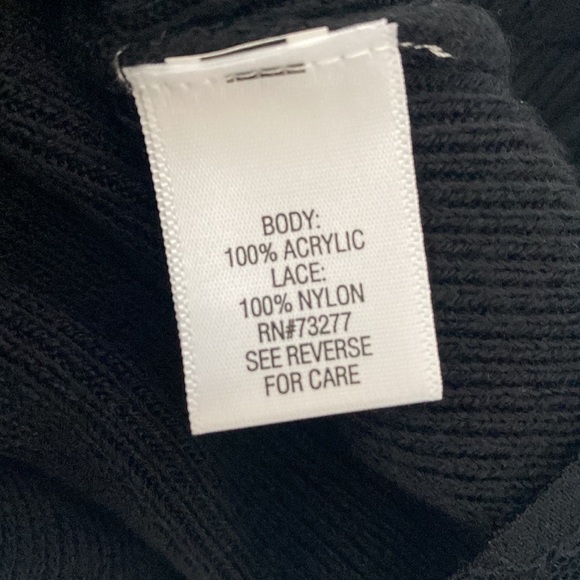 BODY:
100% ACRYLIC
LACE:
100% NYLON
RN#73277
SEE REVERSE
FOR CARE